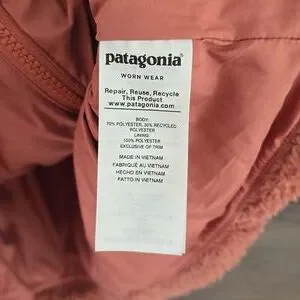 patagonia®
WORN WEAR
Repair, Reuse, Recycle
This Product
www.patagonia.com
BODY:
70% POLYESTER, 30% RECYCLED
POLYESTER
LINING:
100% POLYESTER
EXCLUSIVE OF TRIM
MADE IN VIETNAM
FABRIQUÉ AU VIETNAM
HECHO EN VIETNAM
FATTO IN VIETNAM